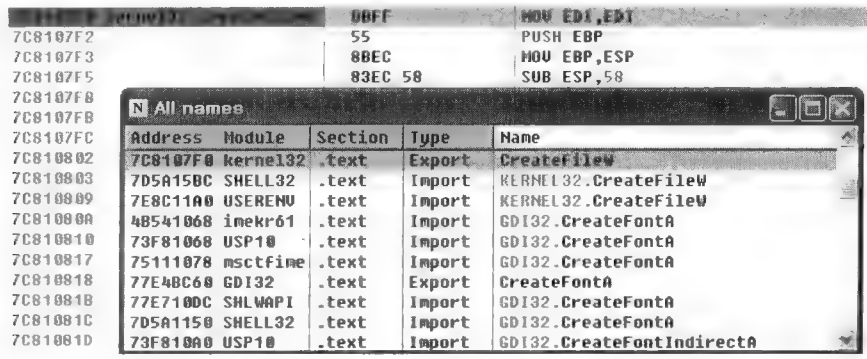 8BFF MOV EDI,EDI
7C8107F2 55 PUSH EBP
7C8107F3 8BEC MOV EBP,ESP
7C8107F5 83EC 58 SUB ESP,58
7C8107F8
7C8107FB
7C8107FC
7C810802
7C810803
7C810809
7C81080A
7C810810
7C810817
7C810818
7C81081B
7C81081C
7C81081D
N All names
Address Module Section Type Name
7C8107F0 kernel32 .text Export CreateFileW
7D5A15BC SHELL32 .text Import KERNEL32.CreateFileW
7E8C11A0 USERENV .text Import KERNEL32.CreateFileW
4B541068 imekr61 .text Import GDI32.CreateFontA
73F81068 USP10 .text Import GDI32.CreateFontA
75111078 msctfime .text Import GDI32.CreateFontA
77E4BC60 GDI32 .text Export CreateFontA
77E710DC SHLWAPI .text Import GDI32.CreateFontA
7D5A1150 SHELL32 .text Import GDI32.CreateFontA
73F810A0 USP10 .text Import GDI32.CreateFontIndirectA